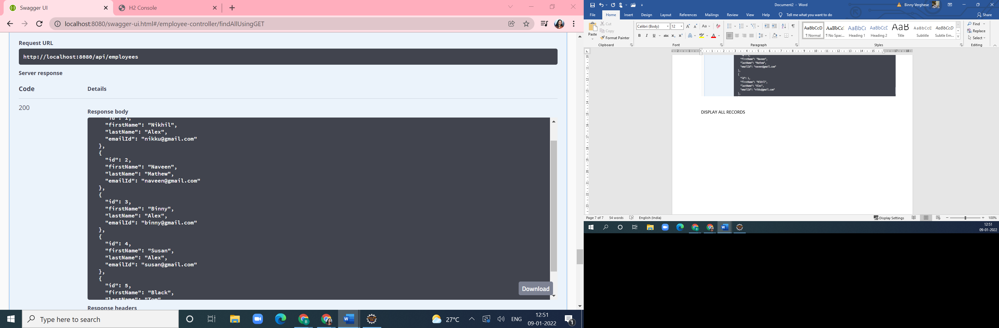 Swagger UI
H2 Console
localhost:8080/swagger-ui.html#/employee-controller/findAllUsingGET
Request URL
http://localhost:8080/api/employees
Server response
Code
Details
200
Response body
"id": 1,
"firstName": "Nikhil",
"lastName": "Alex",
"emailId": "nikku@gmail.com"
},
{
"id": 2,
"firstName": "Naveen",
"lastName": "Mathew",
"emailId": "naveen@gmail.com"
},
{
"id": 3,
"firstName": "Binny",
"lastName": "Alex",
"emailId": "binny@gmail.com"
},
{
"id": 4,
"firstName": "Susan",
"lastName": "Alex",
"emailId": "susan@gmail.com"
},
{
"id": 5,
"firstName": "Black",
"lastName": "Tom"
Download
Response headers
Type here to search
27°C
ENG
12:51
09-01-2022
1
Document2 - Word
Binny Verghese
File Home Insert Design Layout References Mailings Review View Help Tell me what you want to do
Share
Paste
Cut
Copy
Format Painter
Clipboard
Calibri (Body) 12
Font
Paragraph
AaBbCcD
¶ Normal
AaBbCc
¶ No Spac...
AaBbCc
Heading 1
AaBbCcE
Heading 2
AaB
Title
AaBbCcD
Subtitle
AaBbCcD
Subtle Em...
Styles
Find
Replace
Select
Editing
"id": 2,
"firstName": "Naveen",
"lastName": "Mathew",
"emailId": "naveen@gmail.com"
},
{
"id": 1,
"firstName": "Nikhil",
"lastName": "Alex",
"emailId": "nikku@gmail.com"
},
DISPLAY ALL RECORDS
Page 7 of 7 54 words English (India)
Display Settings
100%
12:51
09-01-2022